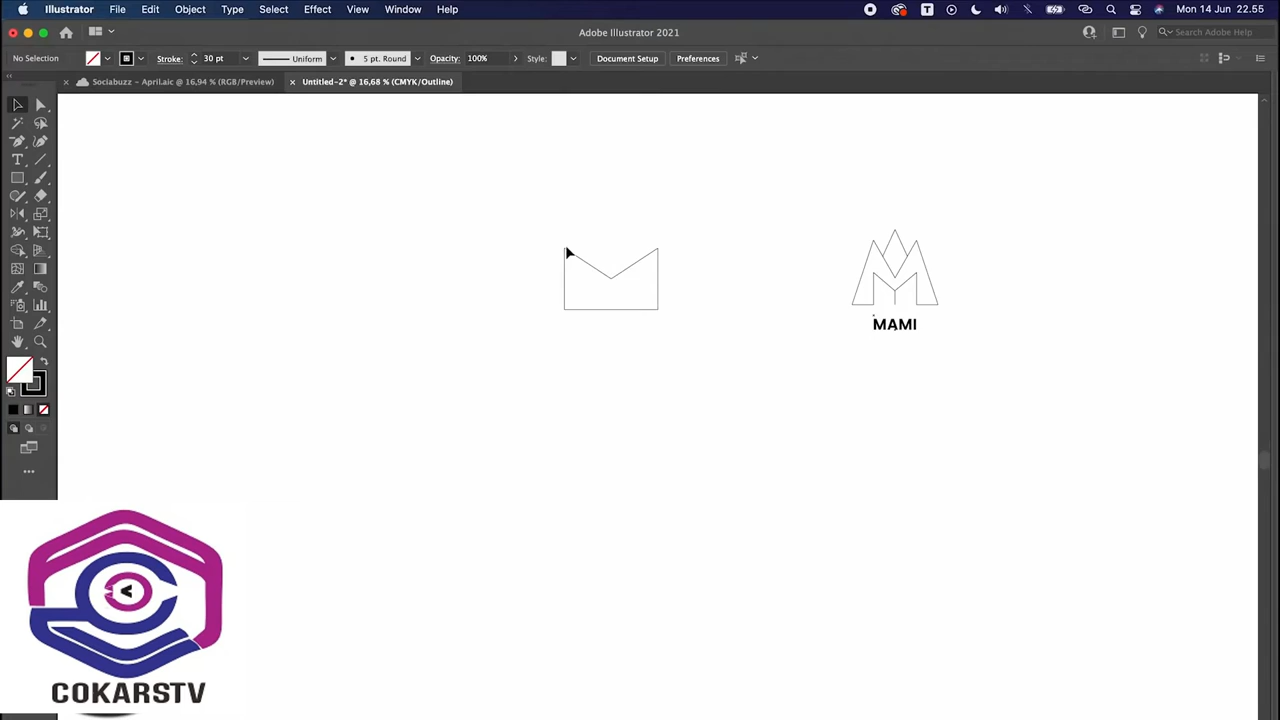 Illustrator File Edit Object Type Select Effect View Window Help Mon 14 Jun 22.55
Adobe Illustrator 2021
Search Adobe Help
No Selection Stroke: 30 pt Uniform 5 pt. Round Opacity: 100% Style: Document Setup Preferences
Sociabuzz - April.aic @ 16,94 % (RGB/Preview) Untitled-2* @ 16,68 % (CMYK/Outline)
MAMI
COKARSTV